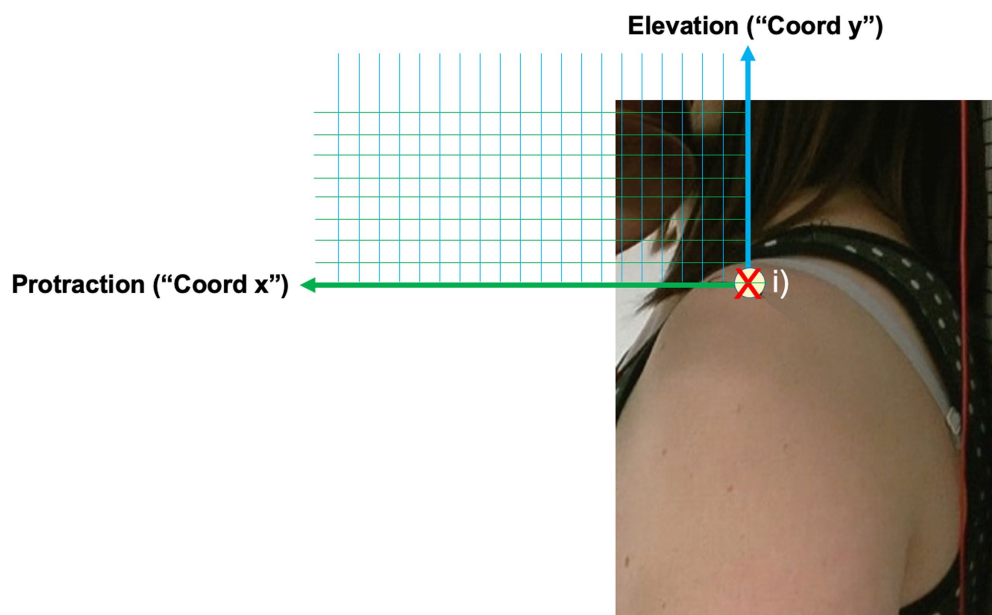 Elevation (“Coord y”)
Protraction (“Coord x”)
X i)